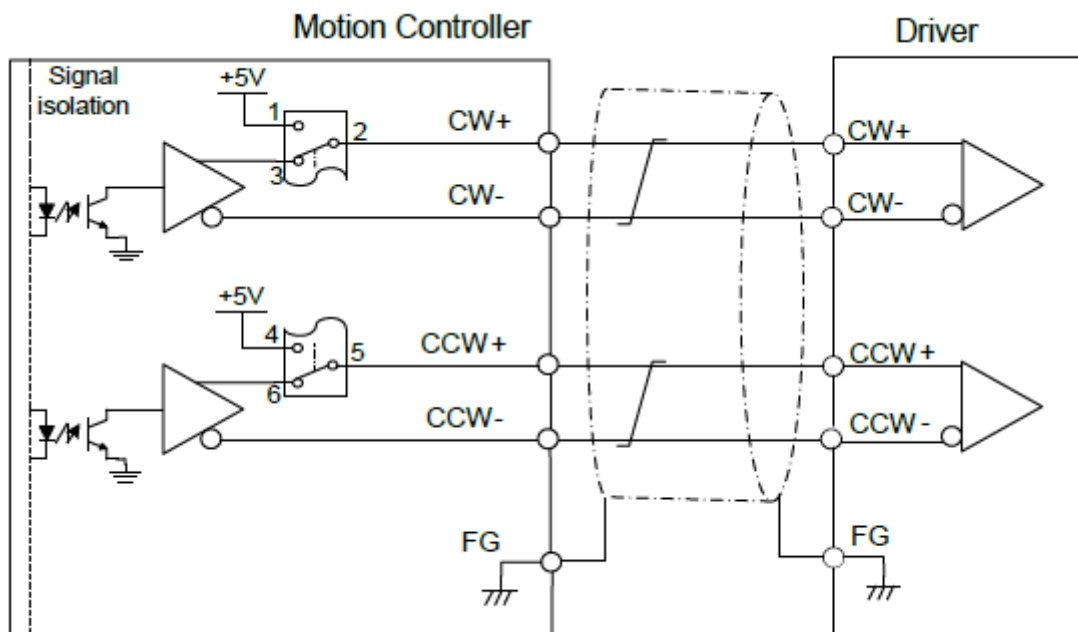 Motion Controller
Driver
Signal
isolation
+5V
1
2
3
CW+
CW+
CW-
CW-
+5V
4
5
6
CCW+
CCW+
CCW-
CCW -
FG
FG